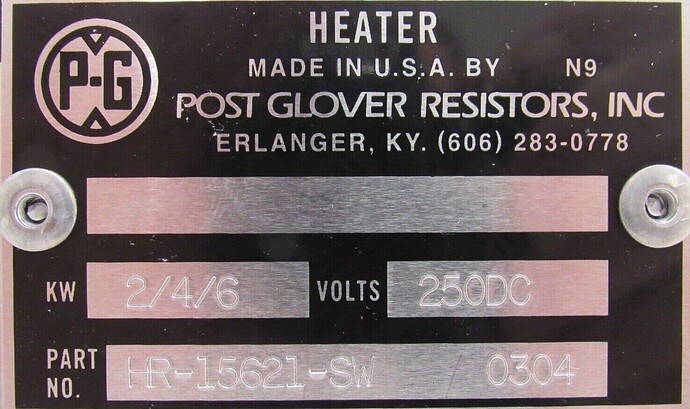 P-G
HEATER
MADE IN U.S.A. BY N9
POST GLOVER RESISTORS, INC
ERLANGER, KY. (606) 283-0778
KW 2/4/6 VOLTS 250DC
PART NO. HR-15621-SW 0304